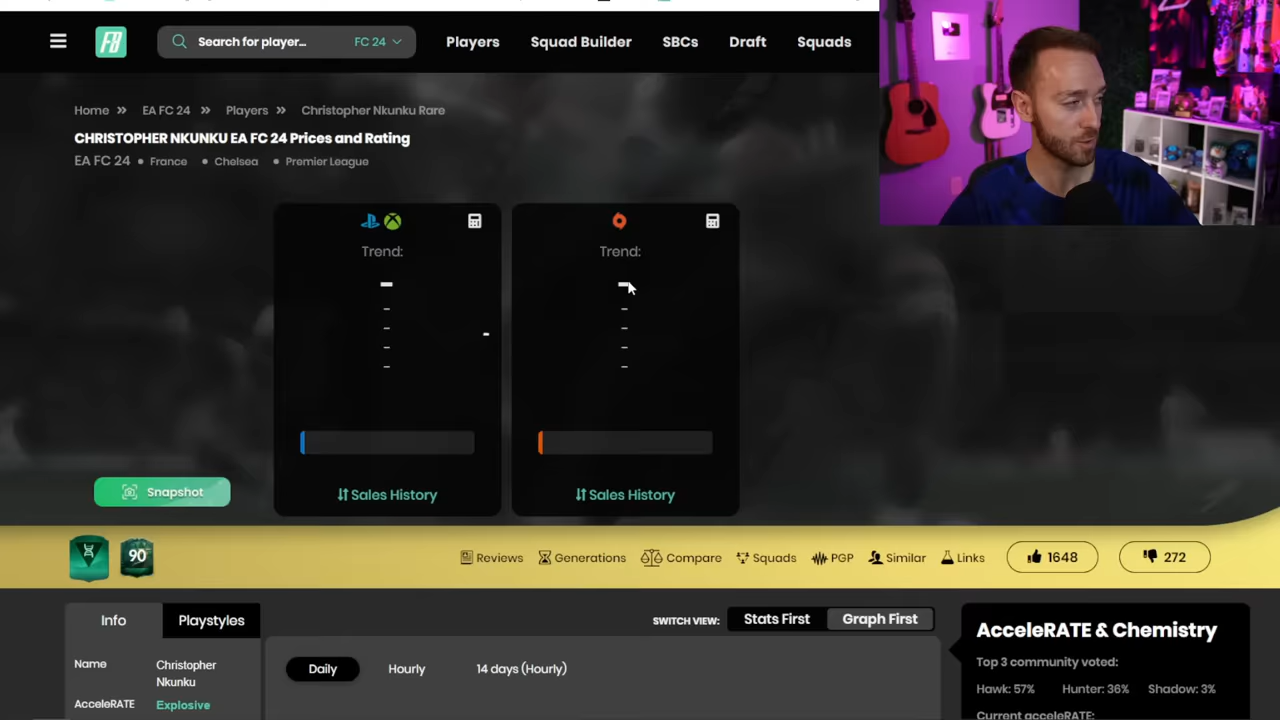 FB
Search for player...
FC 24
Players
Squad Builder
SBCs
Draft
Squads
Home » EA FC 24 » Players » Christopher Nkunku Rare
CHRISTOPHER NKUNKU EA FC 24 Prices and Rating
EA FC 24 • France • Chelsea • Premier League
Trend:
Trend:
Sales History
Sales History
Snapshot
90
Reviews
Generations
Compare
Squads
PGP
Similar
Links
1648
272
Info
Playstyles
SWITCH VIEW:
Stats First
Graph First
Name
Christopher
Nkunku
AcceleRATE
Explosive
Daily
Hourly
14 days (Hourly)
AcceleRATE & Chemistry
Top 3 community voted:
Hawk: 57%
Hunter: 36%
Shadow: 3%
Current acceleRATE: